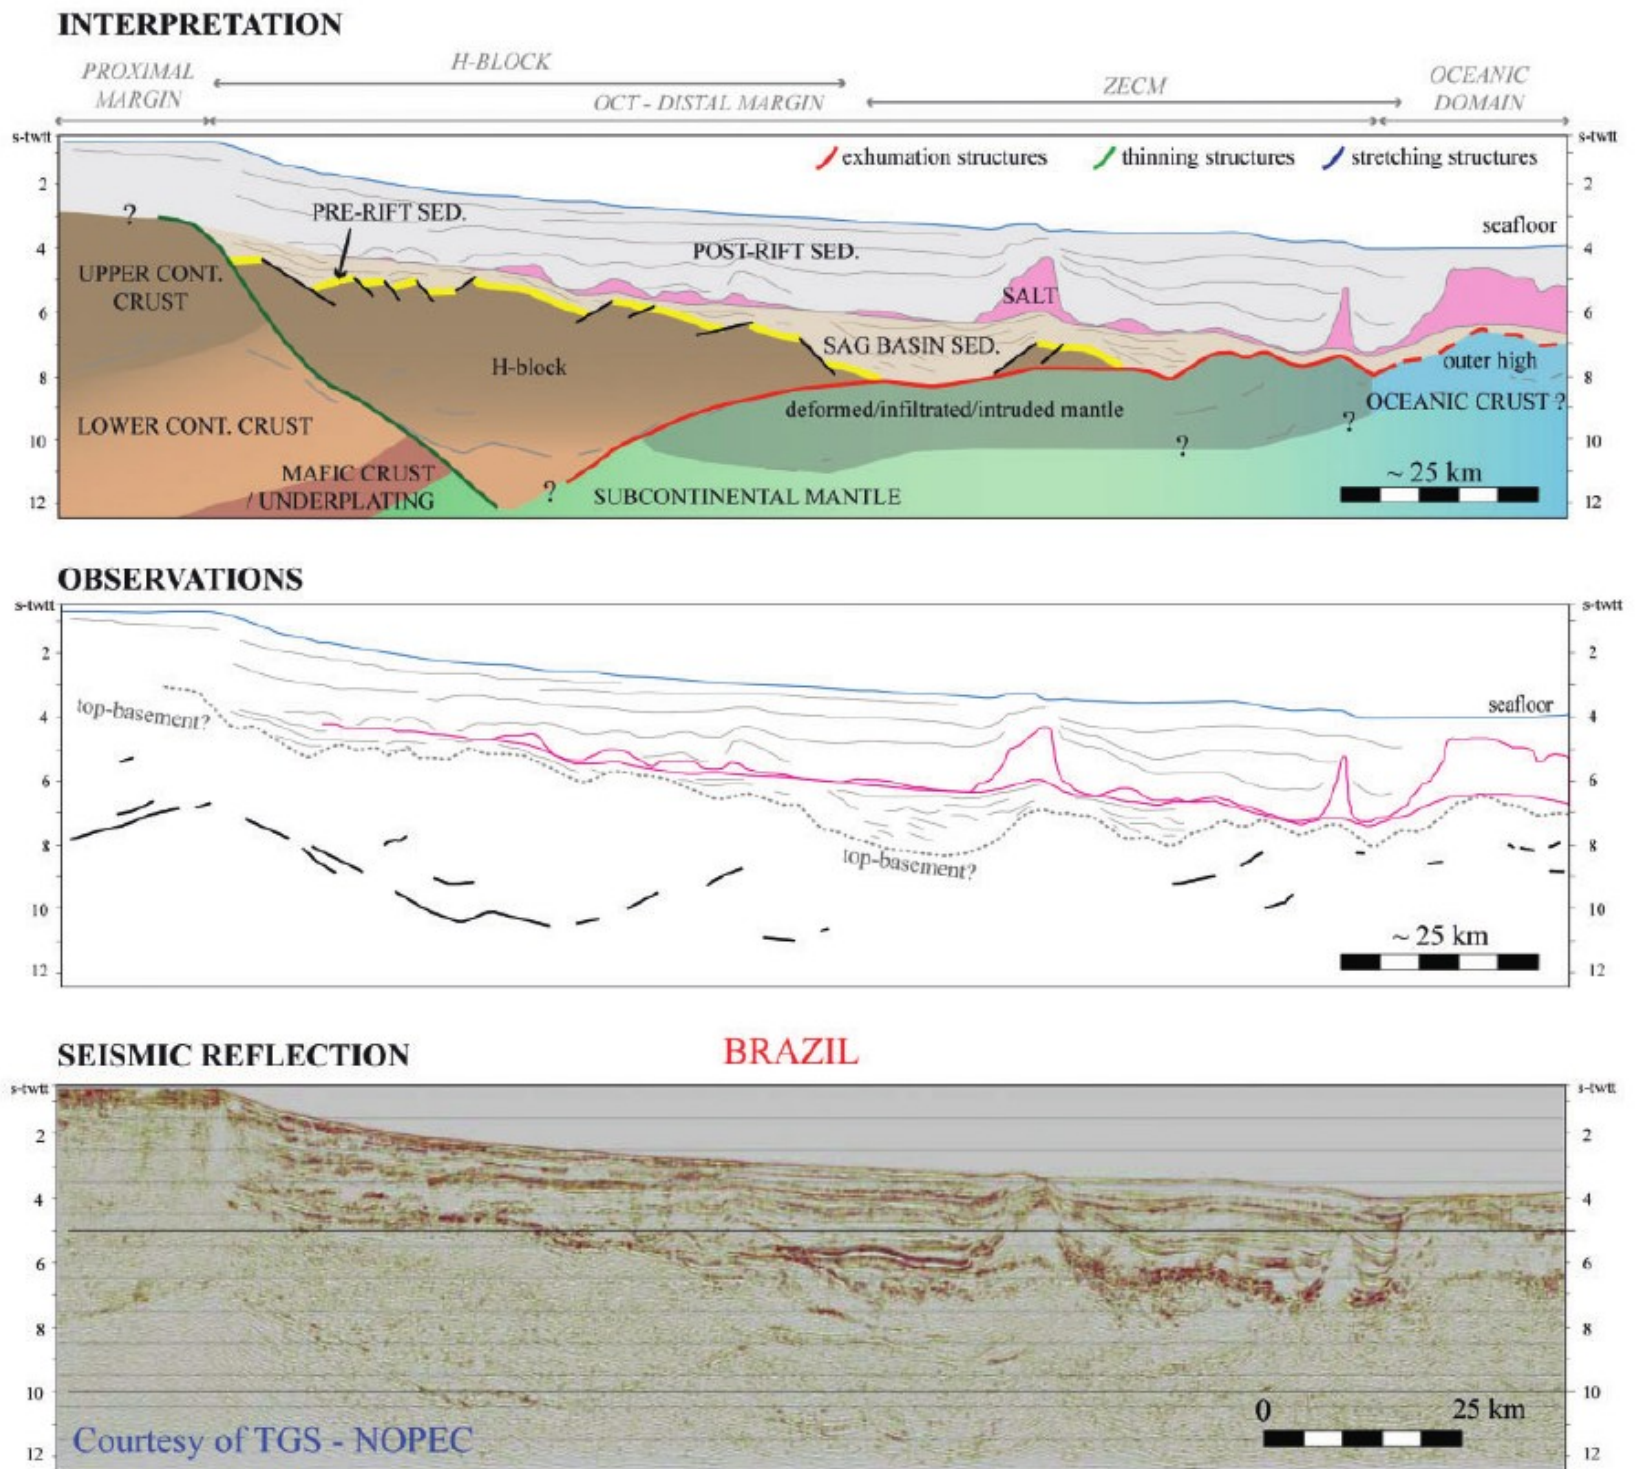 INTERPRETATION
PROXIMAL
MARGIN
H-BLOCK
OCT - DISTAL MARGIN
ZECM
OCEANIC
DOMAIN
s-twtt
s-twtt
exhumation structures
thinning structures
stretching structures
2
2
?
PRE-RIFT SED.
seafloor
4
4
POST-RIFT SED.
UPPER CONT.
CRUST
SALT
6
6
SAG BASIN SED.
H-block
outer high
8
8
deformed/infiltrated/intruded mantle
OCEANIC CRUST ?
LOWER CONT. CRUST
?
10
?
10
MAFIC CRUST
/ UNDERPLATING
?
SUBCONTINENTAL MANTLE
~ 25 km
12
12
OBSERVATIONS
s-twtt
s-twtt
2
2
top-basement?
seafloor
4
4
6
6
8
8
top-basement?
10
10
~ 25 km
12
12
SEISMIC REFLECTION
BRAZIL
s-twtt
s-twtt
2
2
4
4
6
6
8
8
10
10
0
25 km
Courtesy of TGS - NOPEC
12
12